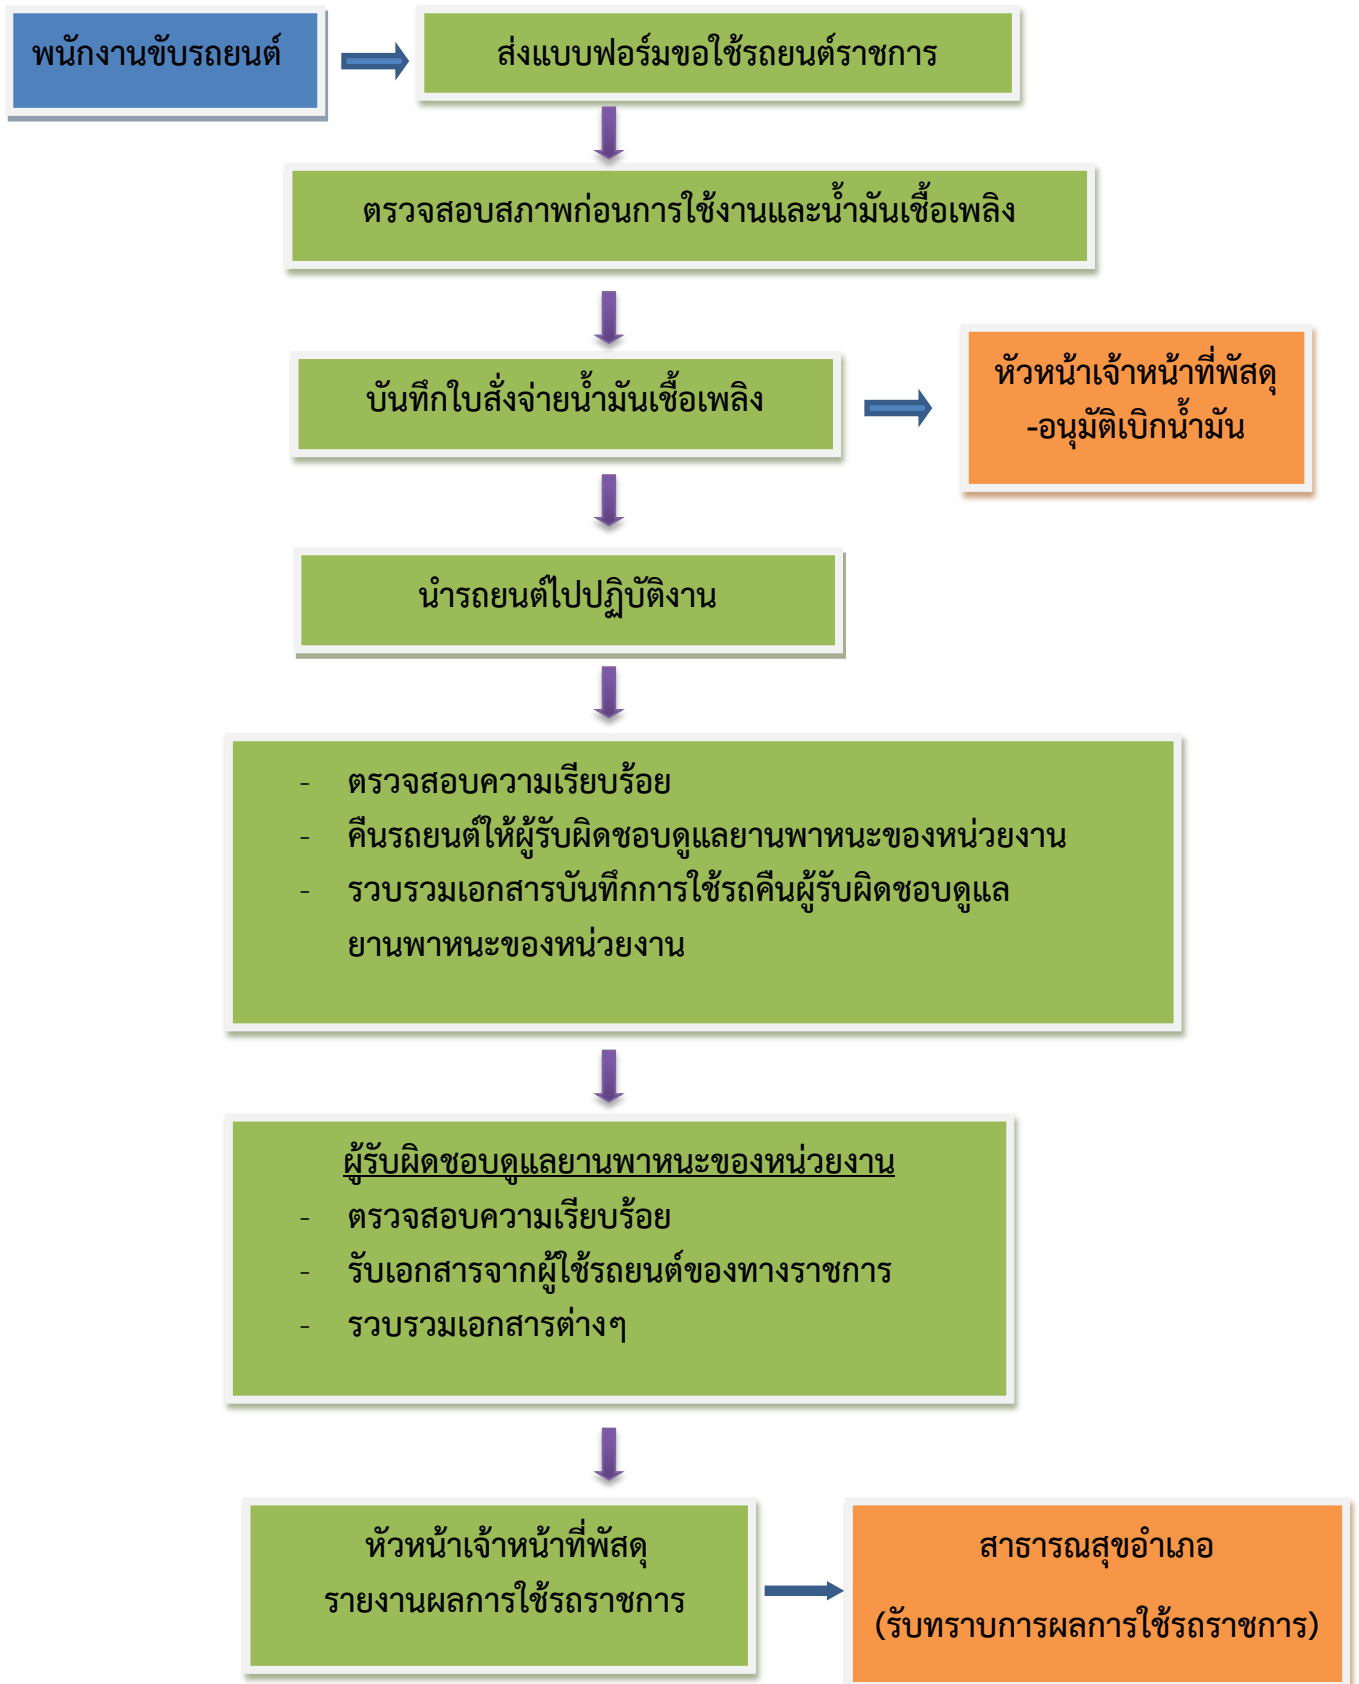 พนักงานขับรถยนต์
ส่งแบบฟอร์มขอใช้รถยนต์ราชการ
ตรวจสอบสภาพก่อนการใช้งานและน้ำมันเชื้อเพลิง
บันทึกใบสั่งจ่ายน้ำมันเชื้อเพลิง
หัวหน้าเจ้าหน้าที่พัสดุ
-อนุมัติเบิกน้ำมัน
นำรถยนต์ไปปฏิบัติงาน
- ตรวจสอบความเรียบร้อย
- คืนรถยนต์ให้ผู้รับผิดชอบดูแลยานพาหนะของหน่วยงาน
- รวบรวมเอกสารบันทึกการใช้รถคืนผู้รับผิดชอบดูแล
ยานพาหนะของหน่วยงาน
ผู้รับผิดชอบดูแลยานพาหนะของหน่วยงาน
- ตรวจสอบความเรียบร้อย
- รับเอกสารจากผู้ใช้รถยนต์ของทางราชการ
- รวบรวมเอกสารต่างๆ
หัวหน้าเจ้าหน้าที่พัสดุ
รายงานผลการใช้รถราชการ
สาธารณสุขอำเภอ
(รับทราบการผลการใช้รถราชการ)